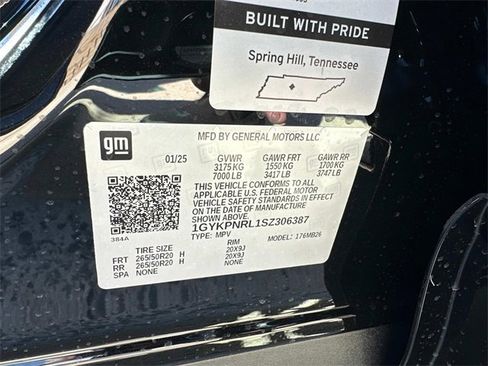 BUILT WITH PRIDE
Spring Hill, Tennessee
gm
MFD BY GENERAL MOTORS LLC
01/25 GVWR GAWR FRT GAWR RR
3175 KG 1550 KG 1700 KG
7000 LB 3417 LB 3747 LB
THIS VEHICLE CONFORMS TO ALL
APPLICABLE U.S. FEDERAL MOTOR
VEHICLE SAFETY AND THEFT
PREVENTION STANDARDS IN EFFECT ON
THE DATE OF MANUFACTURE SHOWN ABOVE.
1GYKPNRL1SZ306387
TYPE: MPV MODEL: 176MB26
384A
TIRE SIZE RIM
FRT 265/50R20 H 20X9J
RR 265/50R20 H 20X9J
SPA NONE NONE